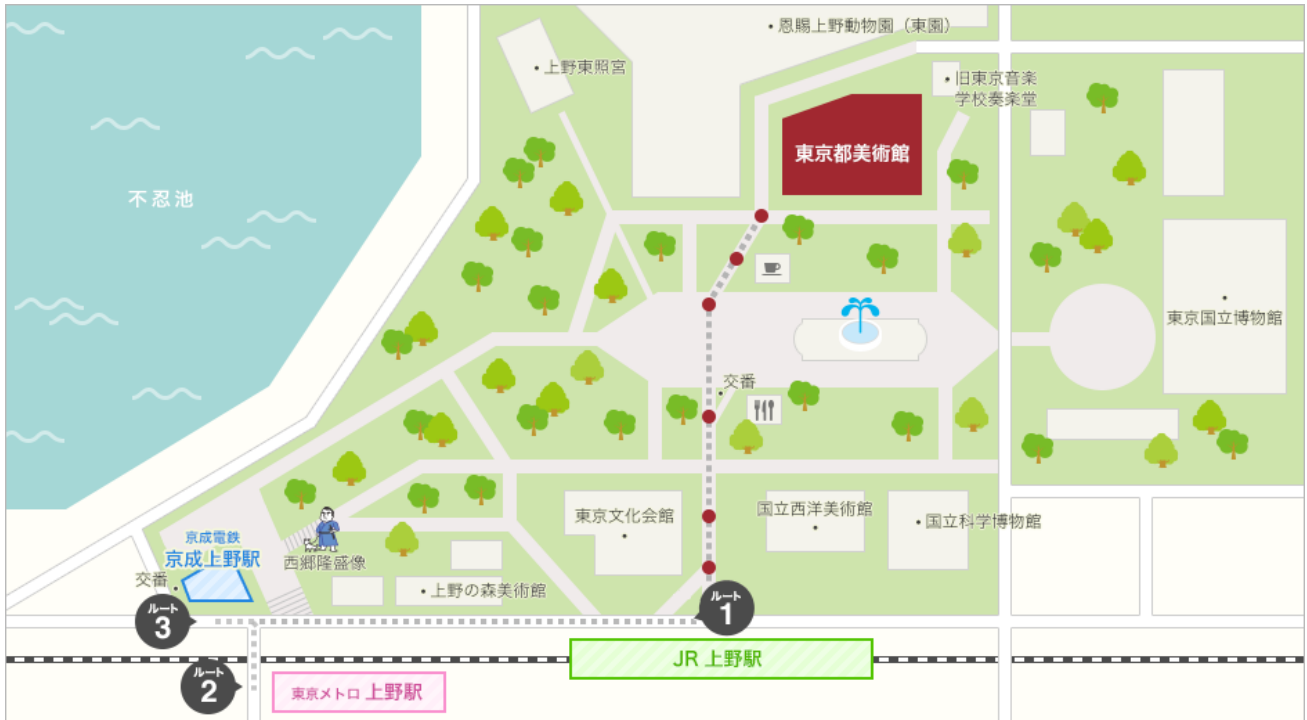 恩賜上野動物園（東園）
上野東照宮
旧東京音楽
学校奏楽堂
東京都美術館
不忍池
東京国立博物館
交番
東京文化会館
国立西洋美術館
国立科学博物館
京成電鉄
京成上野駅
西郷隆盛像
交番
上野の森美術館
ルート
1
ルート
3
JR 上野駅
ルート
2
東京メトロ 上野駅